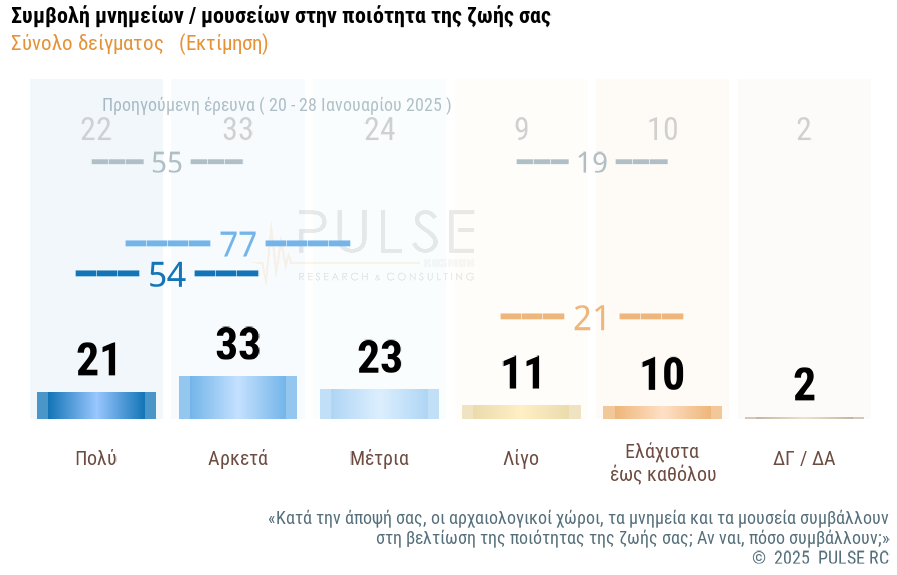 Συμβολή μνημείων / μουσείων στην ποιότητα της ζωής σας
Σύνολο δείγματος (Εκτίμηση)
Προηγούμενη έρευνα ( 20 - 28 Ιανουαρίου 2025 )
22 33 24 9 10 2
55 19
PULSE
RESEARCH & CONSULTING
77
54
21
21 33 23 11 10 2
Πολύ Αρκετά Μέτρια Λίγο Ελάχιστα έως καθόλου ΔΓ / ΔΑ
«Κατά την άποψή σας, οι αρχαιολογικοί χώροι, τα μνημεία και τα μουσεία συμβάλλουν
στη βελτίωση της ποιότητας της ζωής σας; Αν ναι, πόσο συμβάλλουν;»
© 2025 PULSE RC